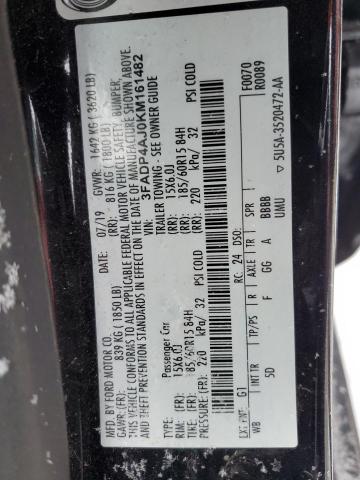 MFD. BY FORD MOTOR CO.
DATE: 07/19 GVWR: 1642 KG ( 3620 LB)
GAWR: (FR): 839 KG (1850 LB) (RR): 816 KG (1800 LB)
THIS VEHICLE CONFORMS TO ALL APPLICABLE FEDERAL MOTOR VEHICLE SAFETY, BUMPER,
THEFT PREVENTION STANDARDS IN EFFECT ON THE DATE OF MANUFACTURE SHOWN ABOVE.
3FADP4AJ0KM161482
TYPE: Passenger Car TRAILER TOWING - SEE OWNER GUIDE
RIM: (FR): 15X6.0J (RR): 15X6.0J
TIRE: (FR): 185/60R15 84H (RR): 185/60R15 84H
PRESSURE: (FR): 220 kPa/ 32 PSI COLD (RR): 220 kPa/ 32 PSI COLD
EXT PNT: G1 RC: 24 DSO: F0070
R0089
WB INT TR TP/PS R AXLE TR SPR
5D F GG A BBBB
UMU
5U5A-3520472-AA